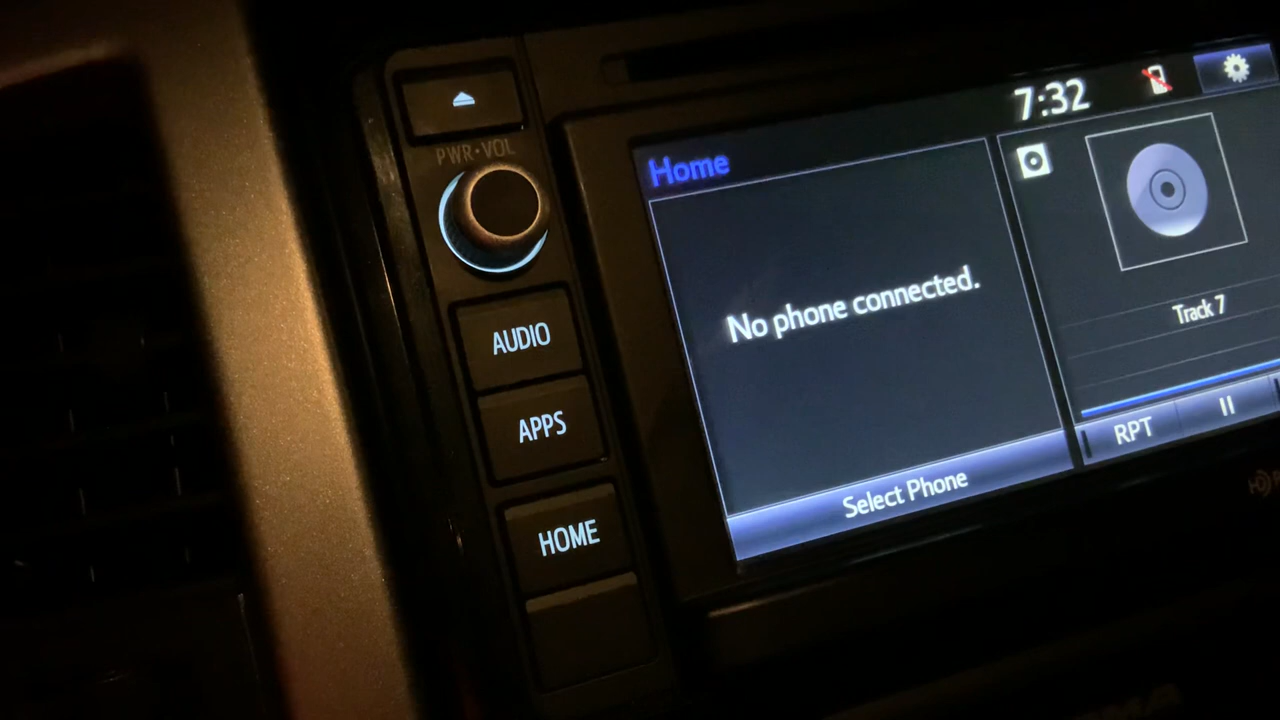 PWR•VOL
AUDIO
APPS
HOME
7:32
Home
No phone connected.
Select Phone
Track 7
RPT